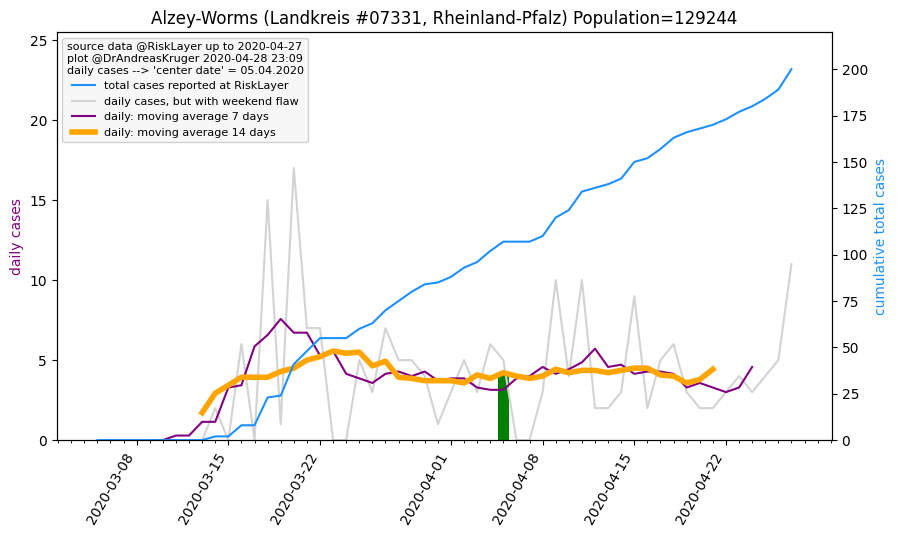 Alzey-Worms (Landkreis #07331, Rheinland-Pfalz) Population=129244
source data @RiskLayer up to 2020-04-27
plot @DrAndreasKruger 2020-04-28 23:09
daily cases --> 'center date' = 05.04.2020
total cases reported at RiskLayer
daily cases, but with weekend flaw
daily: moving average 7 days
daily: moving average 14 days
daily cases
25
20
15
10
5
0
cumulative total cases
200
175
150
125
100
75
50
25
0
2020-03-08
2020-03-15
2020-03-22
2020-04-01
2020-04-08
2020-04-15
2020-04-22